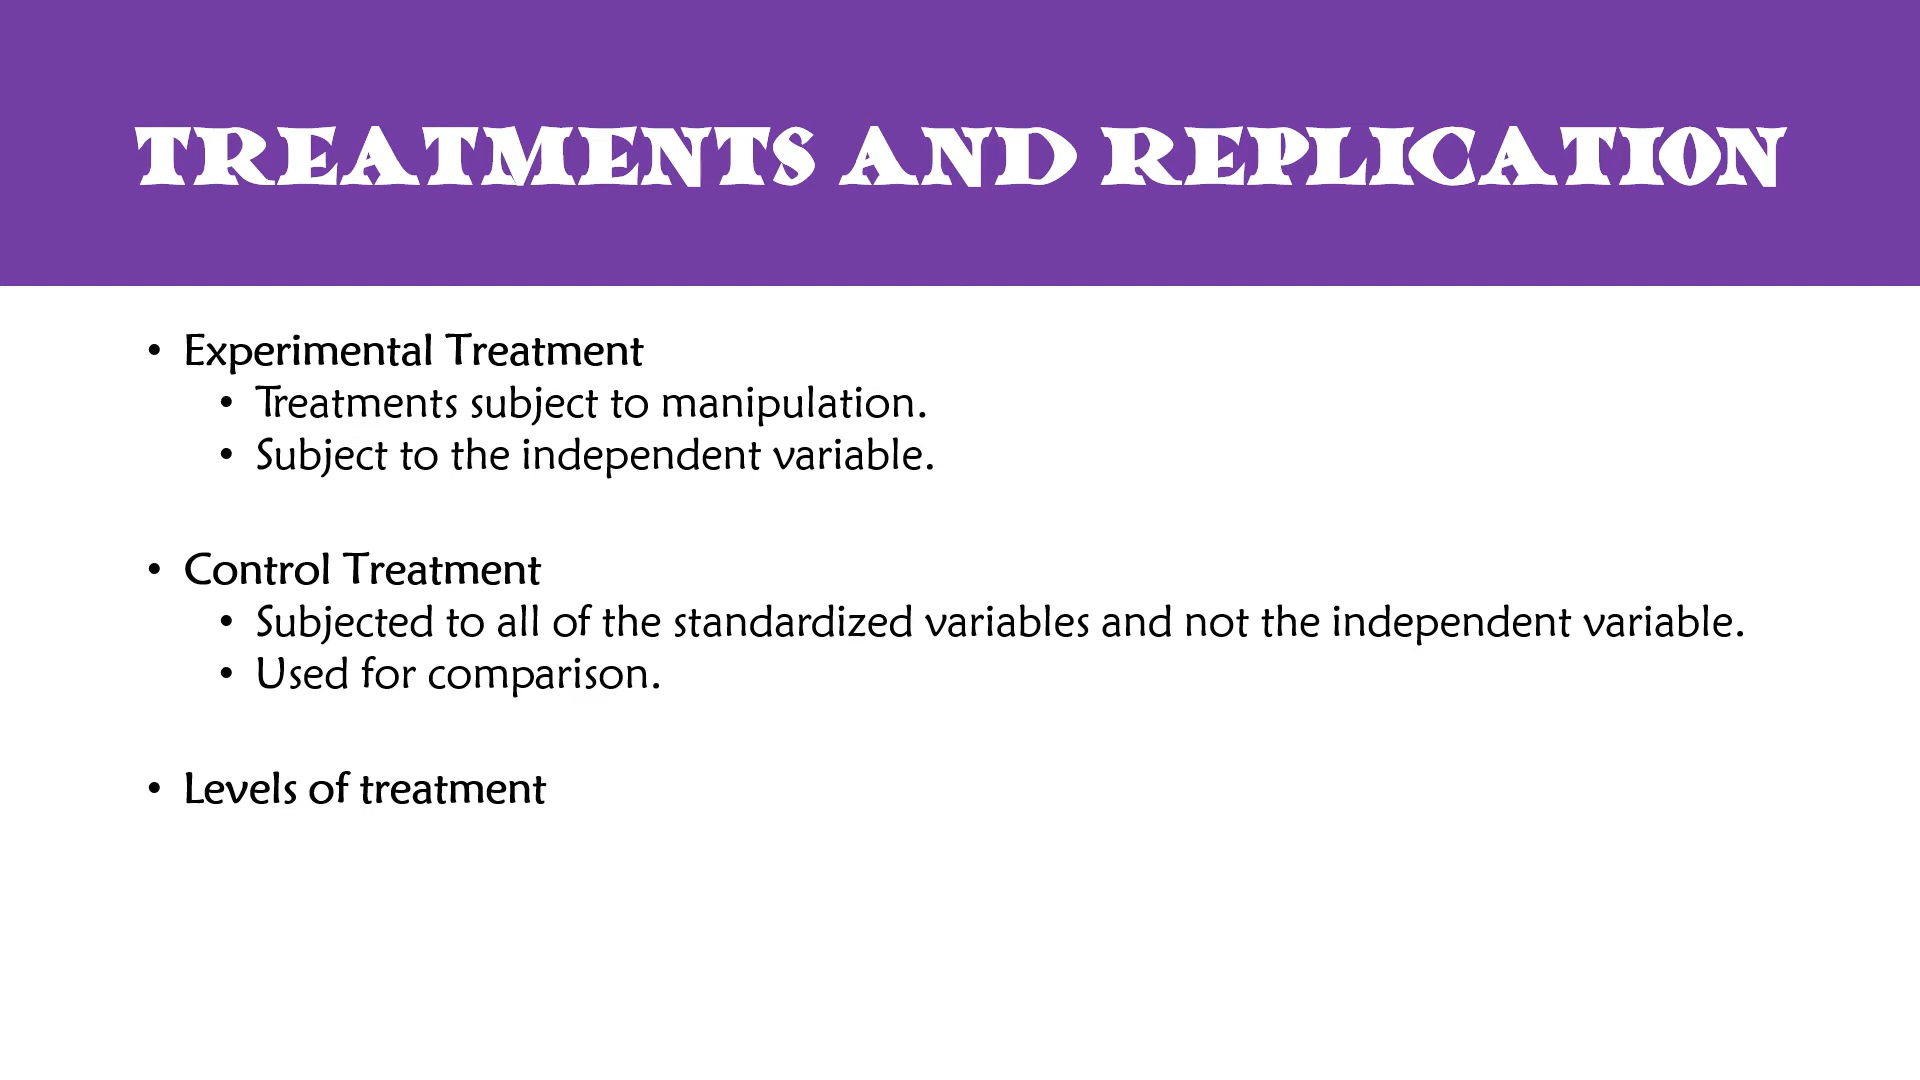 TREATMENTS AND REPLICATION
• Experimental Treatment
• Treatments subject to manipulation.
• Subject to the independent variable.
• Control Treatment
• Subjected to all of the standardized variables and not the independent variable.
• Used for comparison.
• Levels of treatment